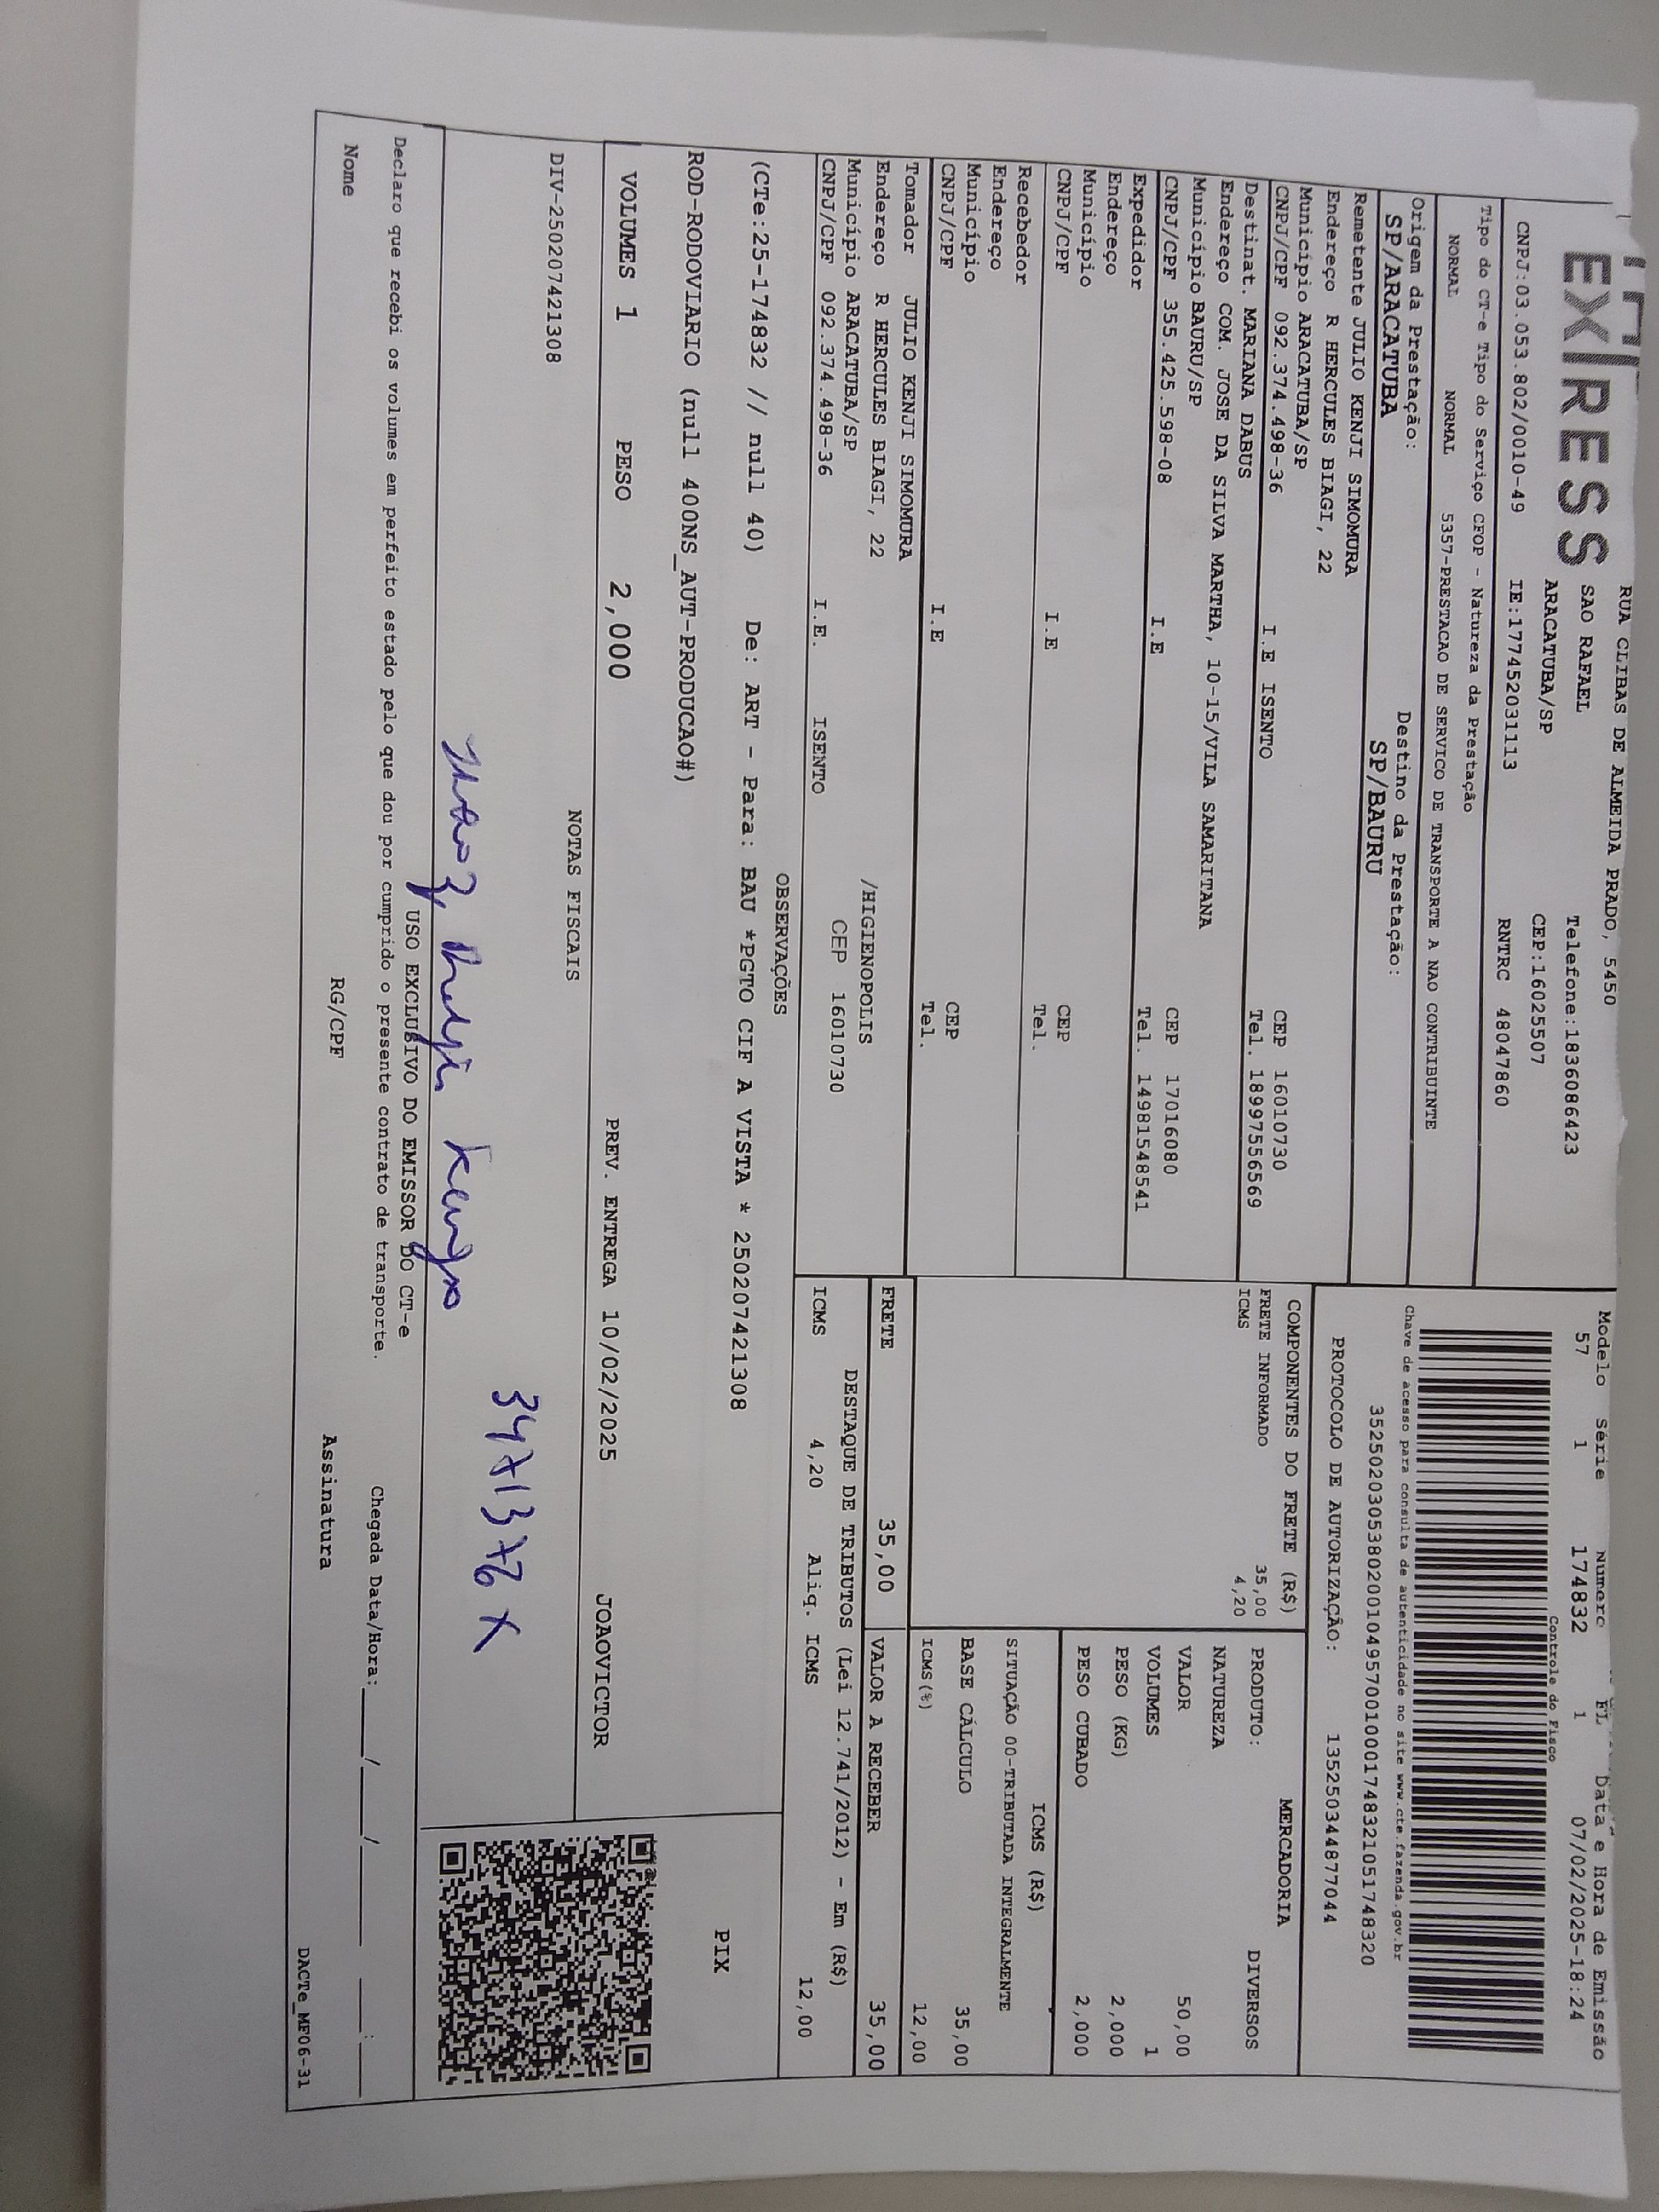 EXPRESS
RUA CLIBAS DE ALMEIDA PRADO, 5450
SAO RAFAEL Telefone:1836086423
ARACATUBA/SP CEP:16025507
CNPJ:03.053.802/0010-49 IE:177452031113 RNTRC 48047860
Tipo do CT-e Tipo do Serviço CFOP - Natureza da Prestação
NORMAL NORMAL 5357-PRESTACAO DE SERVICO DE TRANSPORTE A NAO CONTRIBUINTE
Origem da Prestação: Destino da Prestação:
SP/ARACATUBA SP/BAURU
Modelo Série Numero FL Data e Hora de Emissão
57 1 174832 1 07/02/2025-18:24
Controle do Fisco
Chave de acesso para consulta de autenticidade no site www.cte.fazenda.gov.br
35250203053802001049570010001748321051748320
PROTOCOLO DE AUTORIZAÇÃO: 135250344877044
Remetente JULIO KENJI SIMOMURA
Endereço R HERCULES BIAGI, 22
Município ARACATUBA/SP CEP 16010730
CNPJ/CPF 092.374.498-36 I.E ISENTO Tel. 18997556569
Destinat. MARIANA DABUS
Endereço COM. JOSE DA SILVA MARTHA, 10-15/VILA SAMARITANA
Município BAURU/SP CEP 17016080
CNPJ/CPF 355.425.598-08 I.E Tel. 14981548541
Expedidor
Endereço
Município CEP
CNPJ/CPF I.E Tel.
Recebedor
Endereço
Município CEP
CNPJ/CPF I.E Tel.
Tomador JULIO KENJI SIMOMURA
Endereço R HERCULES BIAGI, 22 /HIGIENOPOLIS
Município ARACATUBA/SP CEP 16010730
CNPJ/CPF 092.374.498-36 I.E. ISENTO
COMPONENTES DO FRETE (R$)
FRETE INFORMADO 35,00
ICMS 4,20
MERCADORIA
PRODUTO: DIVERSOS
NATUREZA
VALOR 50,00
VOLUMES 1
PESO (KG) 2,000
PESO CUBADO 2,000
ICMS (R$)
SITUAÇÃO 00-TRIBUTADA INTEGRALMENTE
BASE CÁLCULO 35,00
ICMS(%) 12,00
FRETE 35,00 VALOR A RECEBER 35,00
DESTAQUE DE TRIBUTOS (Lei 12.741/2012) - Em (R$)
ICMS 4,20 Aliq. ICMS 12,00
OBSERVAÇÕES
(CTe:25-174832 // null 40) De: ART - Para: BAU *PGTO CIF A VISTA * 250207421308
ROD-RODOVIARIO (null 400NS_AUT-PRODUCAO#)
PIX
VOLUMES 1 PESO 2,000 PREV. ENTREGA 10/02/2025 JOAOVICTOR
NOTAS FISCAIS
DIV-250207421308
USO EXCLUSIVO DO EMISSOR DO CT-e
Declaro que recebi os volumes em perfeito estado pelo que dou por cumprido o presente contrato de transporte.
Chegada Data/Hora:____/____/______ ___:___
Nome RG/CPF Assinatura
DACTe_MF06-31